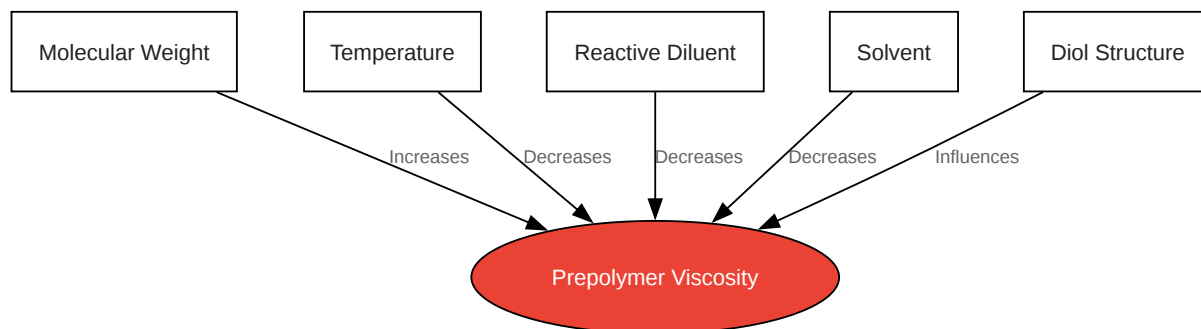 Molecular Weight
Temperature
Reactive Diluent
Solvent
Diol Structure
Increases
Decreases
Decreases
Decreases
Influences
Prepolymer Viscosity